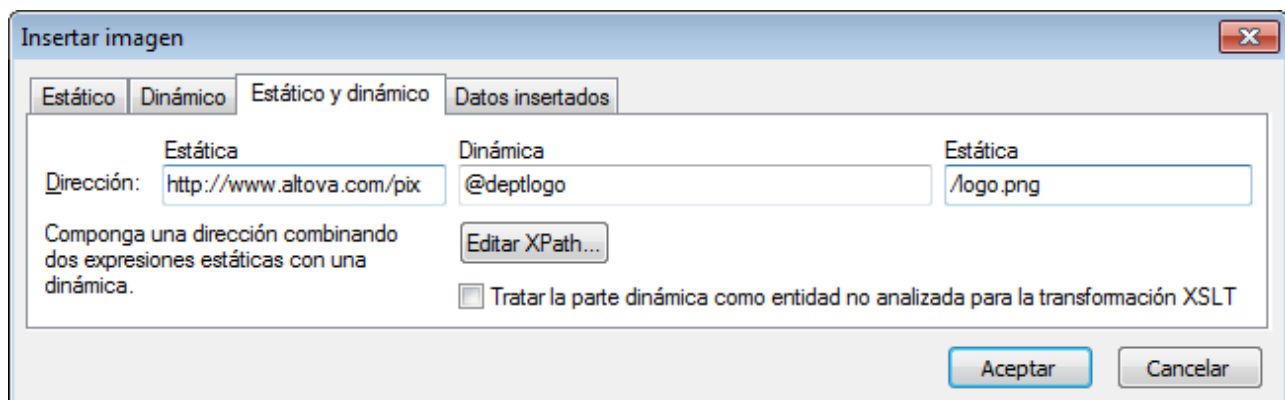 Insertar imagen
Estático Dinámico Estático y dinámico Datos insertados
Estática Dinámica Estática
Dirección: http://www.altova.com/pix @deptlogo /logo.png
Componga una dirección combinando
dos expresiones estáticas con una
dinámica.
Editar XPath...
Tratar la parte dinámica como entidad no analizada para la transformación XSLT
Aceptar Cancelar